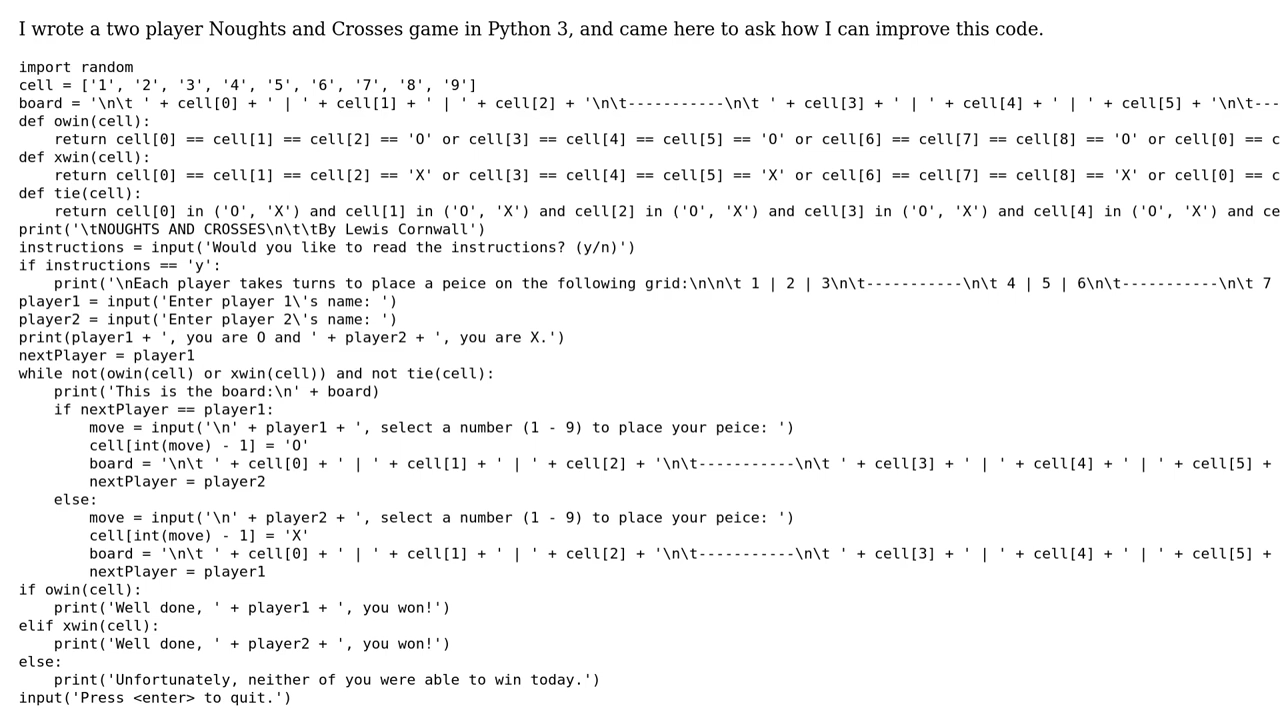 I wrote a two player Noughts and Crosses game in Python 3, and came here to ask how I can improve this code.
import random
cell = ['1', '2', '3', '4', '5', '6', '7', '8', '9']
board = '\n\t ' + cell[0] + ' | ' + cell[1] + ' | ' + cell[2] + '\n\t-----------\n\t ' + cell[3] + ' | ' + cell[4] + ' | ' + cell[5] + '\n\t---
def owin(cell):
    return cell[0] == cell[1] == cell[2] == 'O' or cell[3] == cell[4] == cell[5] == 'O' or cell[6] == cell[7] == cell[8] == 'O' or cell[0] == c
def xwin(cell):
    return cell[0] == cell[1] == cell[2] == 'X' or cell[3] == cell[4] == cell[5] == 'X' or cell[6] == cell[7] == cell[8] == 'X' or cell[0] == c
def tie(cell):
    return cell[0] in ('O', 'X') and cell[1] in ('O', 'X') and cell[2] in ('O', 'X') and cell[3] in ('O', 'X') and cell[4] in ('O', 'X') and ce
print('\tNOUGHTS AND CROSSES\n\t\tBy Lewis Cornwall')
instructions = input('Would you like to read the instructions? (y/n)')
if instructions == 'y':
    print('\nEach player takes turns to place a peice on the following grid:\n\n\t 1 | 2 | 3\n\t-----------\n\t 4 | 5 | 6\n\t-----------\n\t 7
player1 = input('Enter player 1\'s name: ')
player2 = input('Enter player 2\'s name: ')
print(player1 + ', you are O and ' + player2 + ', you are X.')
nextPlayer = player1
while not(owin(cell) or xwin(cell)) and not tie(cell):
    print('This is the board:\n' + board)
    if nextPlayer == player1:
        move = input('\n' + player1 + ', select a number (1 - 9) to place your peice: ')
        cell[int(move) - 1] = 'O'
        board = '\n\t ' + cell[0] + ' | ' + cell[1] + ' | ' + cell[2] + '\n\t-----------\n\t ' + cell[3] + ' | ' + cell[4] + ' | ' + cell[5] +
        nextPlayer = player2
    else:
        move = input('\n' + player2 + ', select a number (1 - 9) to place your peice: ')
        cell[int(move) - 1] = 'X'
        board = '\n\t ' + cell[0] + ' | ' + cell[1] + ' | ' + cell[2] + '\n\t-----------\n\t ' + cell[3] + ' | ' + cell[4] + ' | ' + cell[5] +
        nextPlayer = player1
if owin(cell):
    print('Well done, ' + player1 + ', you won!')
elif xwin(cell):
    print('Well done, ' + player2 + ', you won!')
else:
    print('Unfortunately, neither of you were able to win today.')
input('Press <enter> to quit.')